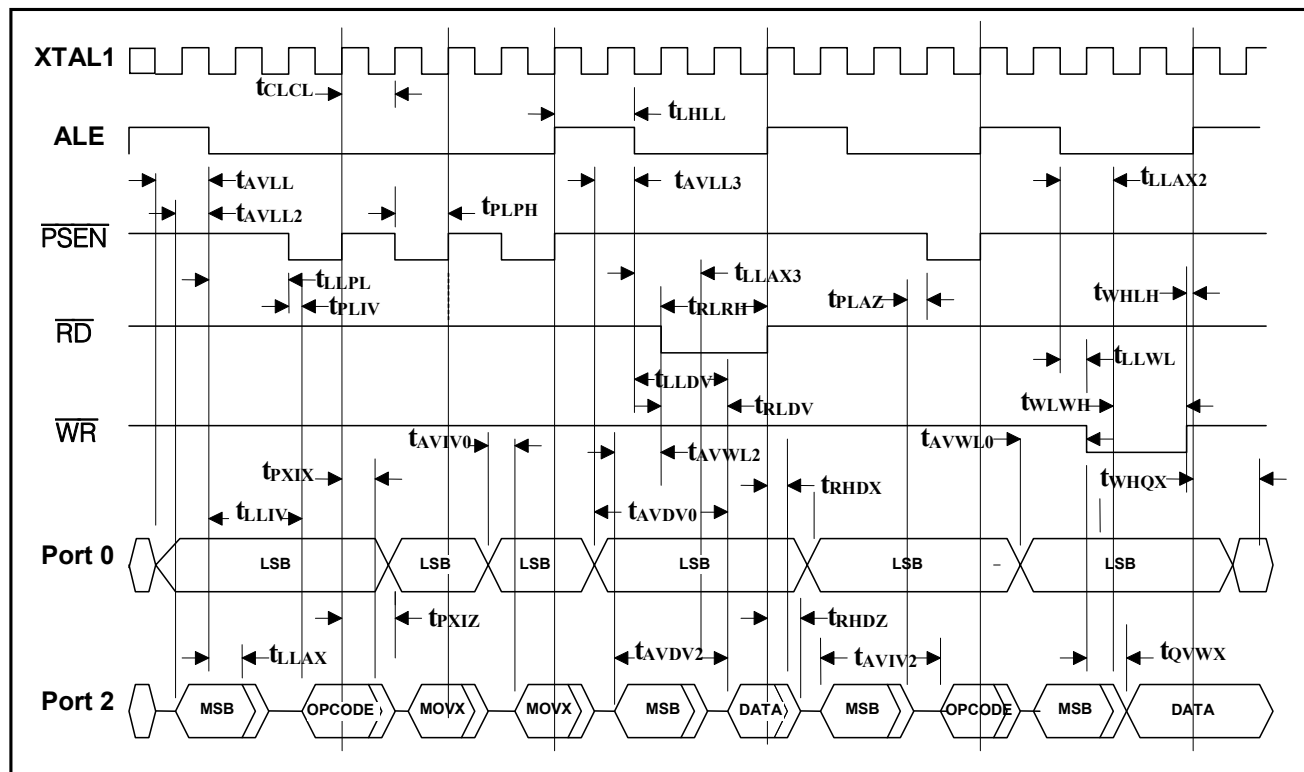 XTAL1
tCLCL
tLHLL
ALE
tAVLL
tAVLL3
tLLAX2
tAVLL2
tPLPH
PSEN
tLLPL
tLLAX3
tPLIV
tRLRH
tPLAZ
tWHLH
RD
tLLDV
tLLWL
tRLDV
tWLWH
WR
tAVIV0
tAVWL2
tAVWL0
tPXIX
tRHDX
tWHQX
tLLIV
tAVDV0
Port 0
LSB LSB LSB LSB LSB LSB
tPXIZ
tRHDZ
tLLAX
tAVDV2
tAVIV2
tQVWX
Port 2
MSB OPCODE MOVX MOVX MSB DATA MSB OPCODE MSB DATA